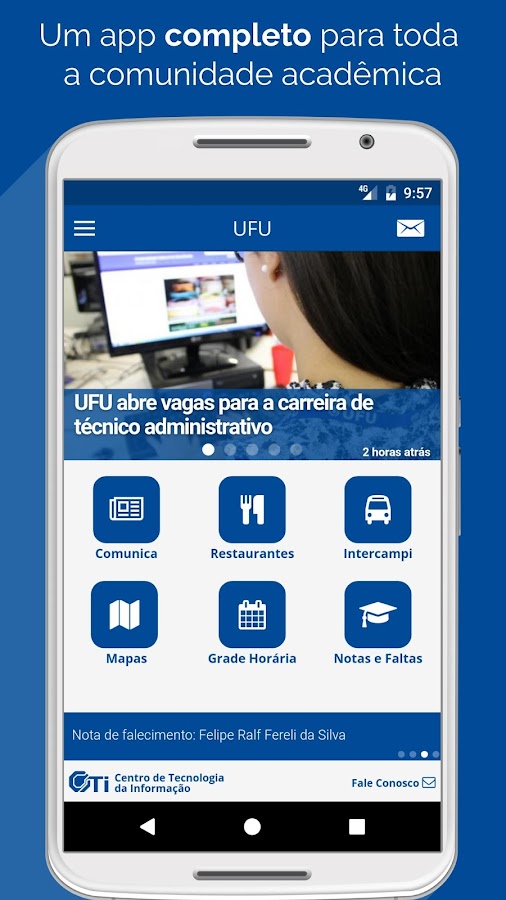 Um app completo para toda
a comunidade acadêmica
4G 9:57
UFU
UFU abre vagas para a carreira de
técnico administrativo
2 horas atrás
Comunica
Restaurantes
Intercampi
Mapas
Grade Horária
Notas e Faltas
Nota de falecimento: Felipe Ralf Fereli da Silva
CTi
Centro de Tecnologia
da Informação
Fale Conosco